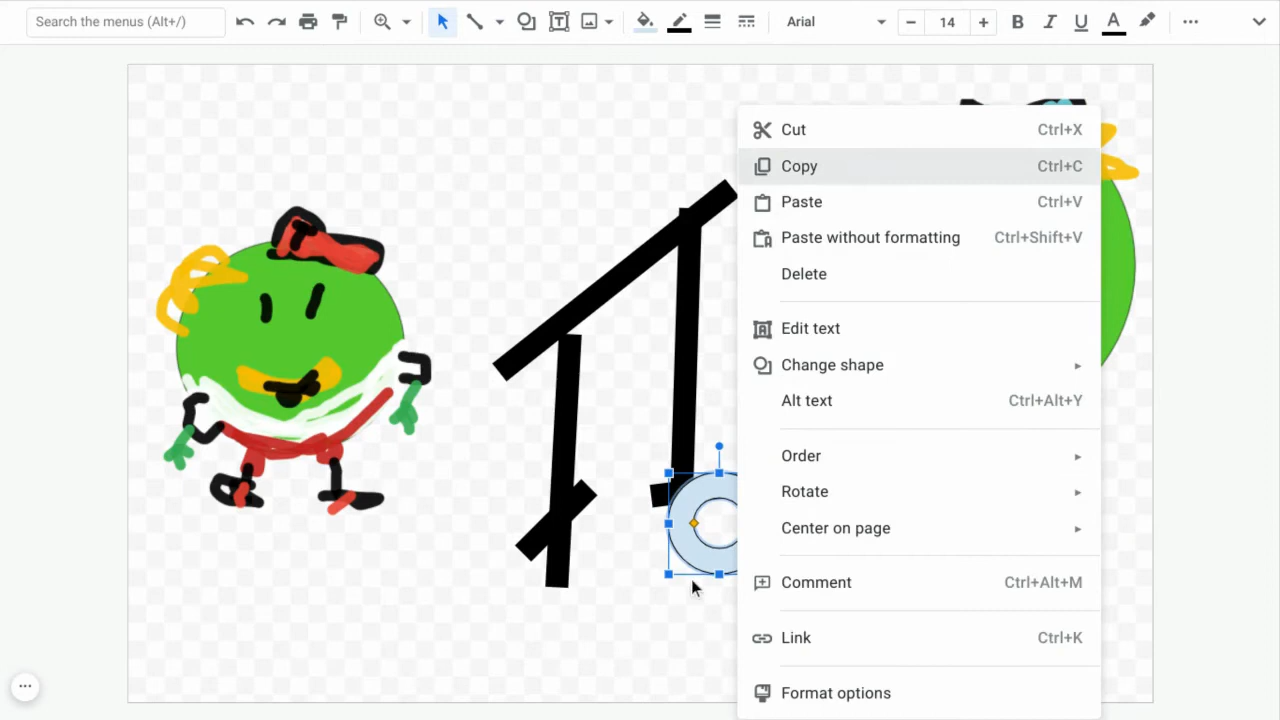 Search the menus (Alt+/)
Arial
14
B I U A
Cut Ctrl+X
Copy Ctrl+C
Paste Ctrl+V
Paste without formatting Ctrl+Shift+V
Delete
Edit text
Change shape
Alt text Ctrl+Alt+Y
Order
Rotate
Center on page
Comment Ctrl+Alt+M
Link Ctrl+K
Format options
T